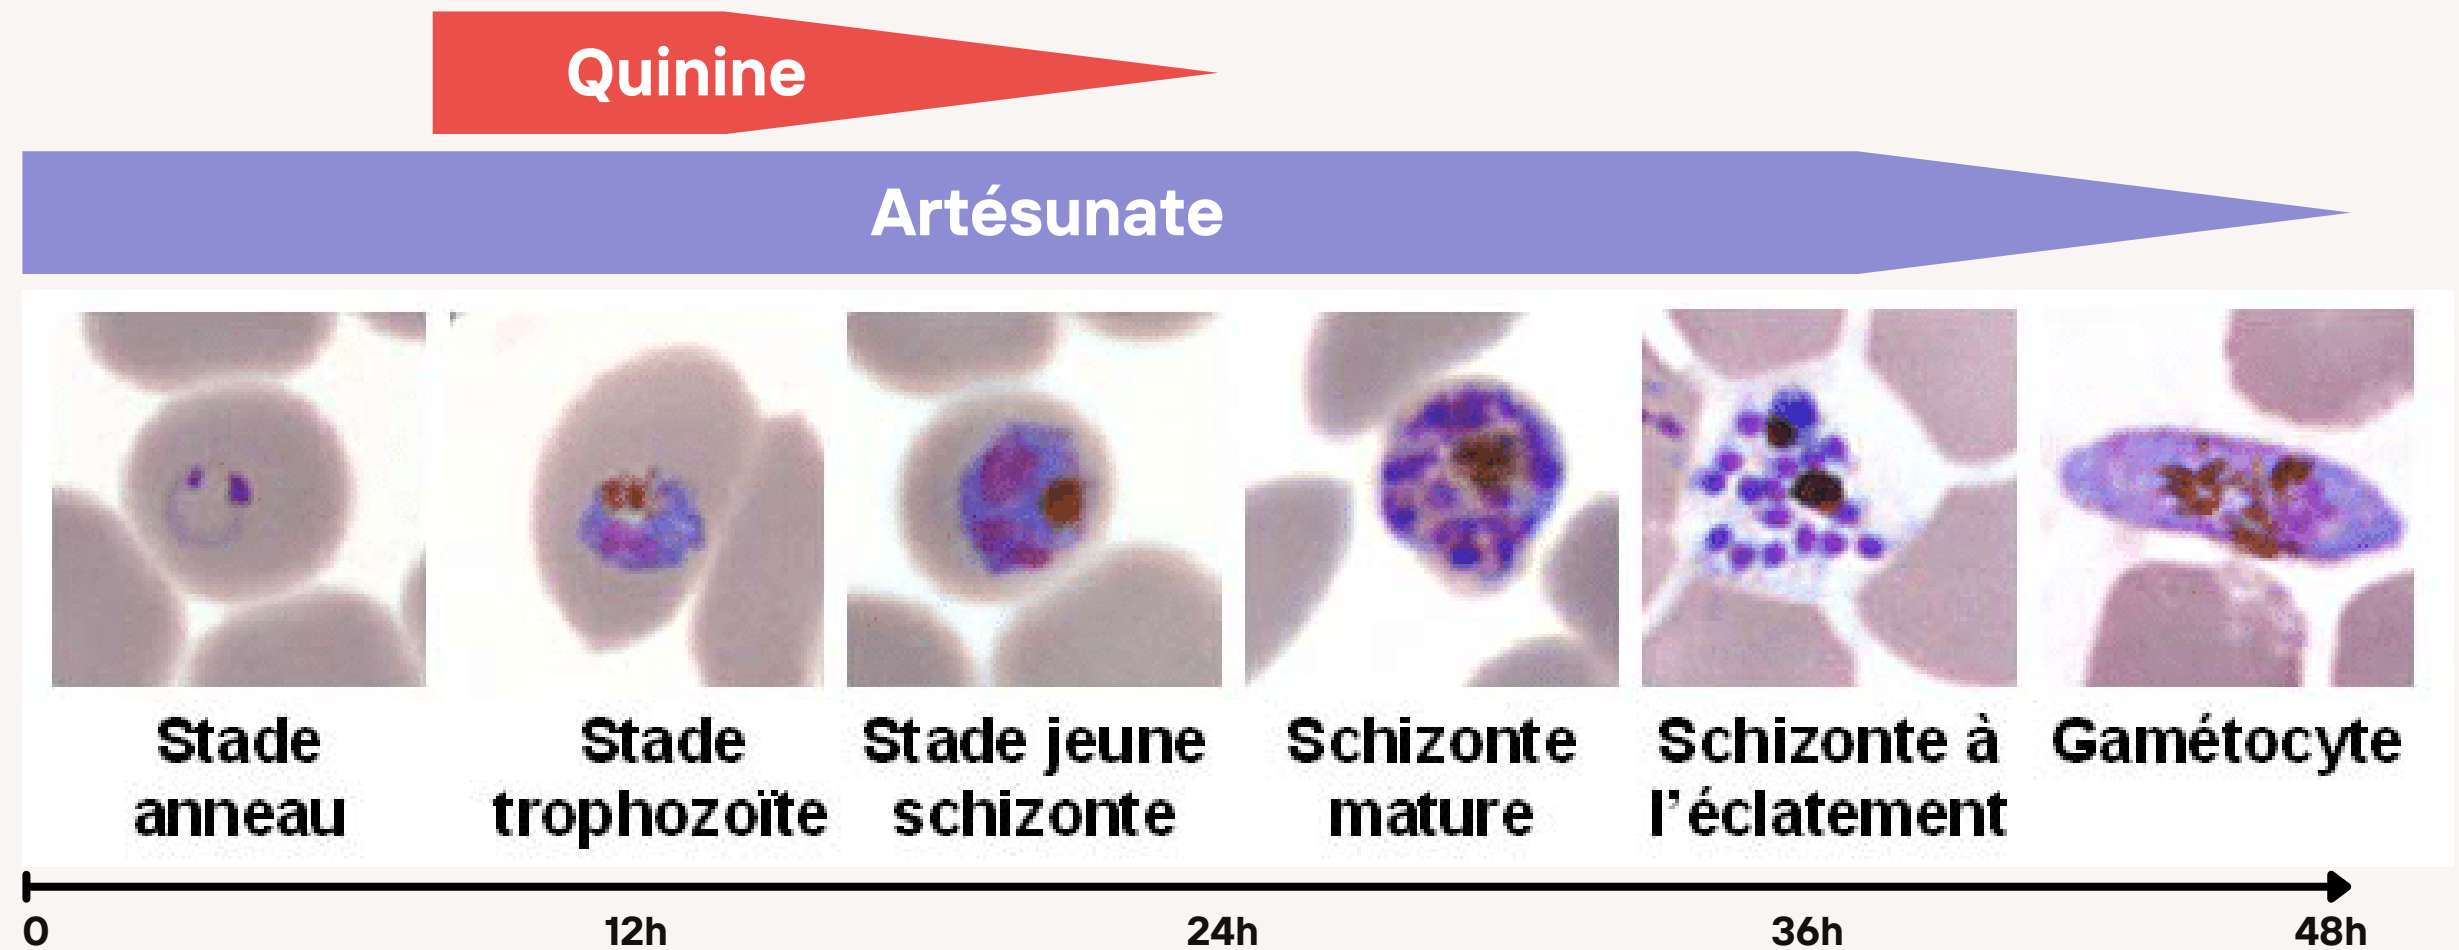 Quinine
Artésunate
Stade
anneau
Stade
trophozoïte
Stade jeune
schizonte
Schizonte
mature
Schizonte à
l’éclatement
Gamétocyte
0
12h
24h
36h
48h